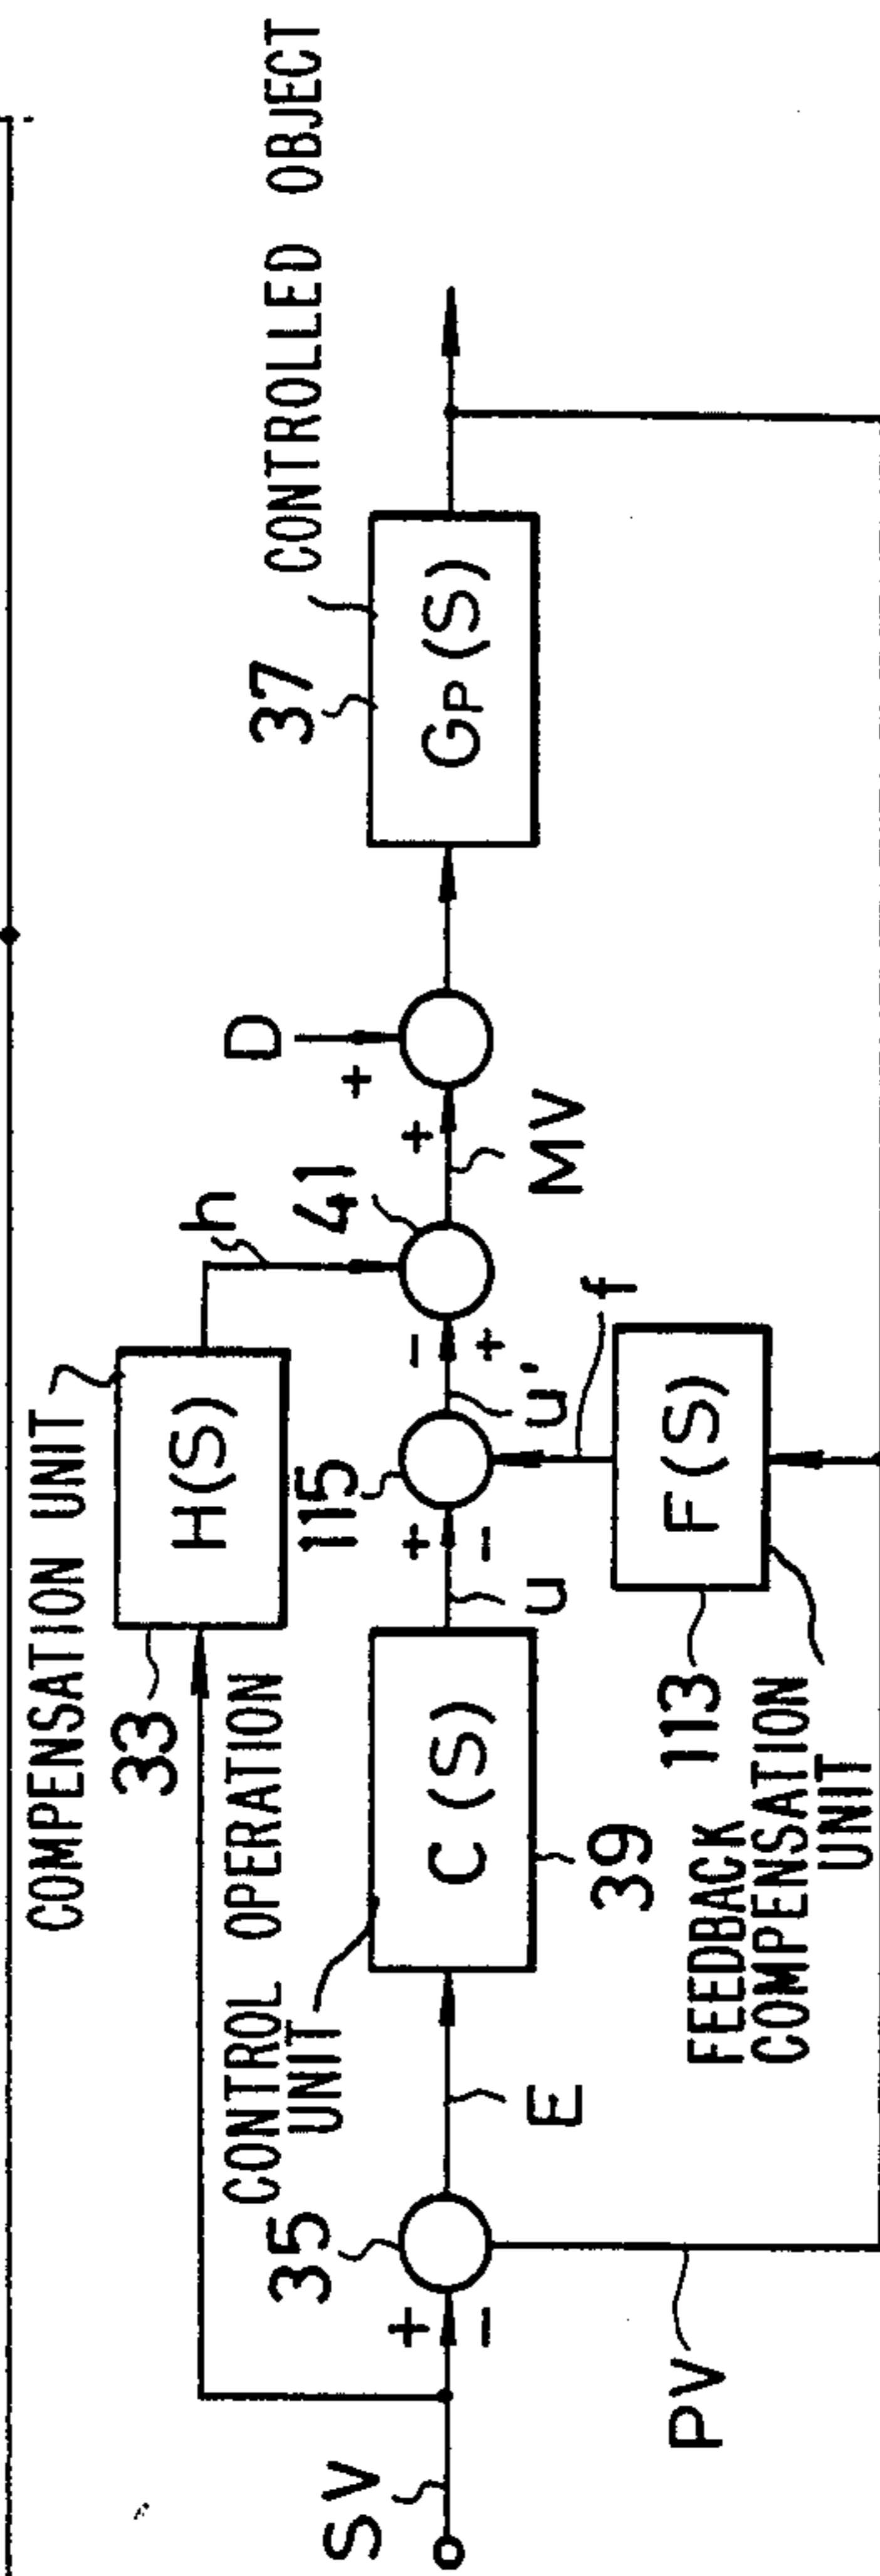 COMPENSATION UNIT
33
H(S)
h
CONTROL OPERATION
UNIT
CONTROLLED OBJECT
SV
+
-
35
E
C(S)
39
u
+
-
115
u'
-
+
41
MV
+
+
D
37
GP(S)
f
F(S)
113
FEEDBACK
COMPENSATION
UNIT
PV